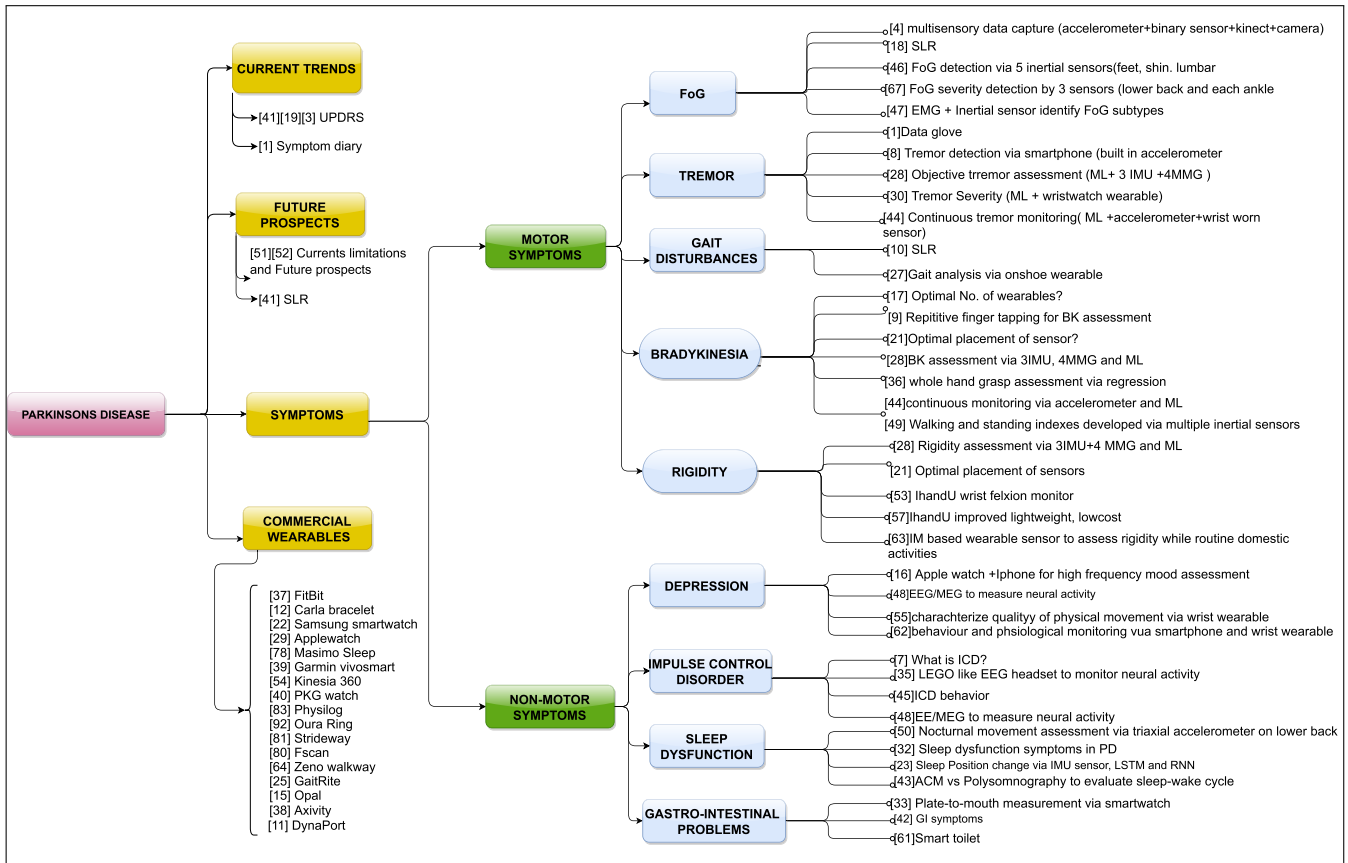 PARKINSONS DISEASE
CURRENT TRENDS
[41][19][3] UPDRS
[1] Symptom diary
FUTURE
PROSPECTS
[51][52] Currents limitations
and Future prospects
[41] SLR
SYMPTOMS
COMMERCIAL
WEARABLES
[37] FitBit
[12] Carla bracelet
[22] Samsung smartwatch
[29] Applewatch
[78] Masimo Sleep
[39] Garmin vivosmart
[54] Kinesia 360
[40] PKG watch
[83] Physilog
[92] Oura Ring
[81] Strideway
[80] Fscan
[64] Zeno walkway
[25] GaitRite
[15] Opal
[38] Axivity
[11] DynaPort
MOTOR
SYMPTOMS
FoG
[4] multisensory data capture (accelerometer+binary sensor+kinect+camera)
[18] SLR
[46] FoG detection via 5 inertial sensors(feet, shin. lumbar
[67] FoG severity detection by 3 sensors (lower back and each ankle
[47] EMG + Inertial sensor identify FoG subtypes
TREMOR
[1]Data glove
[8] Tremor detection via smartphone (built in accelerometer
[28] Objective trremor assessment (ML+ 3 IMU +4MMG )
[30] Tremor Severity (ML + wristwatch wearable)
[44] Continuous tremor monitoring( ML +accelerometer+wrist worn
sensor)
GAIT
DISTURBANCES
[10] SLR
[27]Gait analysis via onshoe wearable
BRADYKINESIA
[17] Optimal No. of wearables?
[9] Repititive finger tapping for BK assessment
[21]Optimal placement of sensor?
[28]BK assessment via 3IMU, 4MMG and ML
[36] whole hand grasp assessment via regression
[44]continuous monitoring via accelerometer and ML
[49] Walking and standing indexes developed via multiple inertial sensors
RIGIDITY
[28] Rigidity assessment via 3IMU+4 MMG and ML
[21] Optimal placement of sensors
[53] IhandU wrist felxion monitor
[57]IhandU improved lightweight, lowcost
[63]IM based wearable sensor to assess rigidity while routine domestic
activities
NON-MOTOR
SYMPTOMS
DEPRESSION
[16] Apple watch +Iphone for high frequency mood assessment
[48]EEG/MEG to measure neural activity
[55]charachterize qualityy of physical movement via wrist wearable
[62]behaviour and phsiological monitoring vua smartphone and wrist wearable
IMPULSE CONTROL
DISORDER
[7] What is ICD?
[35] LEGO like EEG headset to monitor neural activity
[45]ICD behavior
[48]EE/MEG to measure neural activity
SLEEP
DYSFUNCTION
[50] Nocturnal movement assessment via triaxial accelerometer on lower back
[32] Sleep dysfunction symptoms in PD
[23] Sleep Position change via IMU sensor, LSTM and RNN
[43]ACM vs Polysomnography to evaluate sleep-wake cycle
GASTRO-INTESTINAL
PROBLEMS
[33] Plate-to-mouth measurement via smartwatch
[42] GI symptoms
[61]Smart toilet